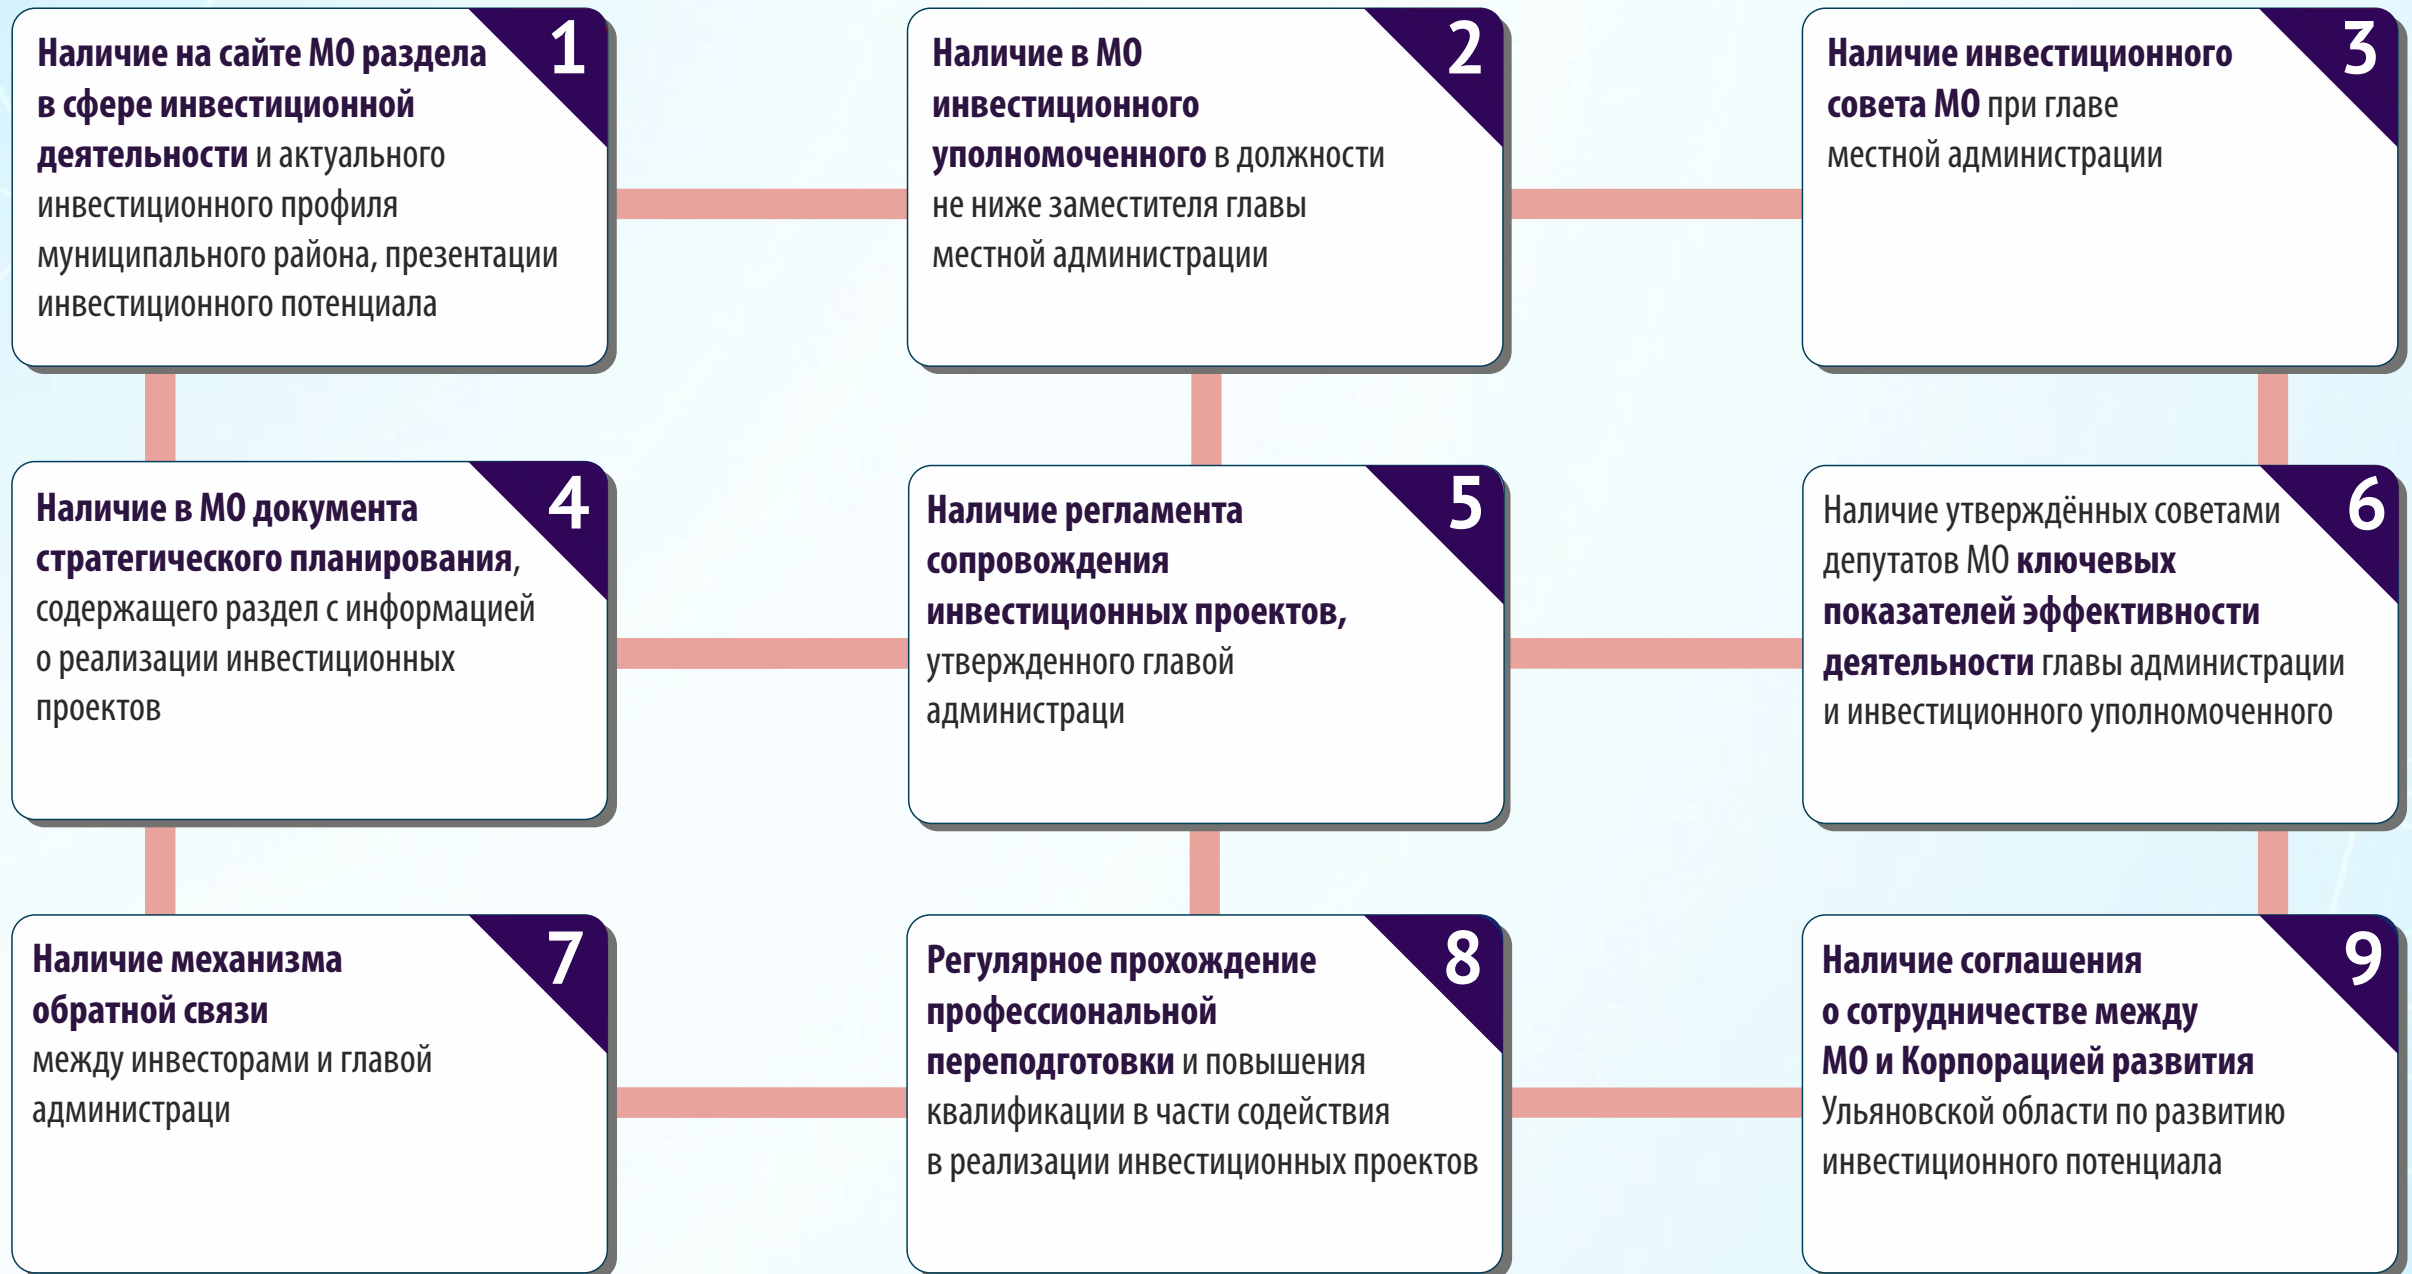 1
Наличие на сайте МО раздела
в сфере инвестиционной
деятельности и актуального
инвестиционного профиля
муниципального района, презентации
инвестиционного потенциала
2
Наличие в МО
инвестиционного
уполномоченного в должности
не ниже заместителя главы
местной администрации
3
Наличие инвестиционного
совета МО при главе
местной администрации
4
Наличие в МО документа
стратегического планирования,
содержащего раздел с информацией
о реализации инвестиционных
проектов
5
Наличие регламента
сопровождения
инвестиционных проектов,
утвержденного главой
администраци
6
Наличие утверждённых советами
депутатов МО ключевых
показателей эффективности
деятельности главы администрации
и инвестиционного уполномоченного
7
Наличие механизма
обратной связи
между инвесторами и главой
администраци
8
Регулярное прохождение
профессиональной
переподготовки и повышения
квалификации в части содействия
в реализации инвестиционных проектов
9
Наличие соглашения
о сотрудничестве между
МО и Корпорацией развития
Ульяновской области по развитию
инвестиционного потенциала